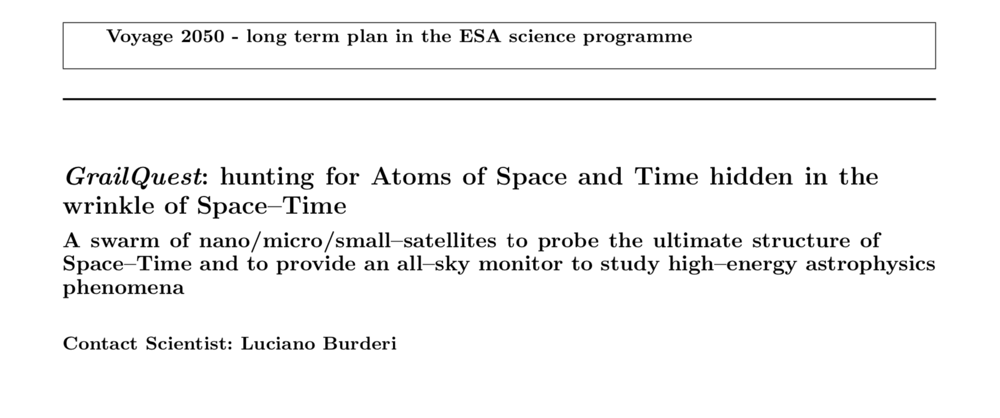 Voyage 2050 - long term plan in the ESA science programme
GrailQuest: hunting for Atoms of Space and Time hidden in the
wrinkle of Space–Time
A swarm of nano/micro/small–satellites to probe the ultimate structure of
Space–Time and to provide an all–sky monitor to study high–energy astrophysics
phenomena
Contact Scientist: Luciano Burderi